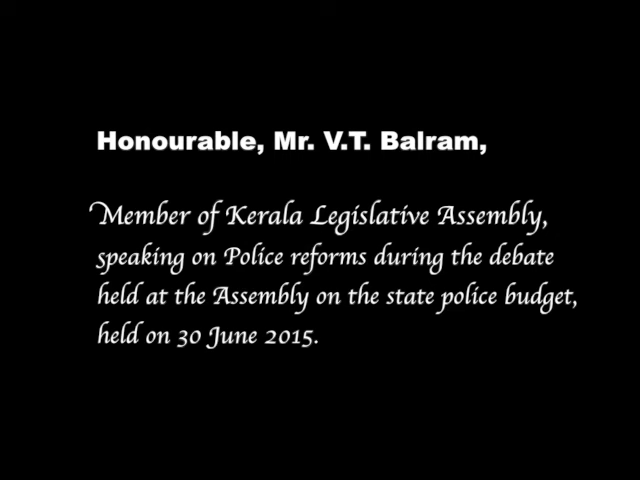 Honourable, Mr. V.T. Balram,
Member of Kerala Legislative Assembly,
speaking on Police reforms during the debate
held at the Assembly on the state police budget,
held on 30 June 2015.